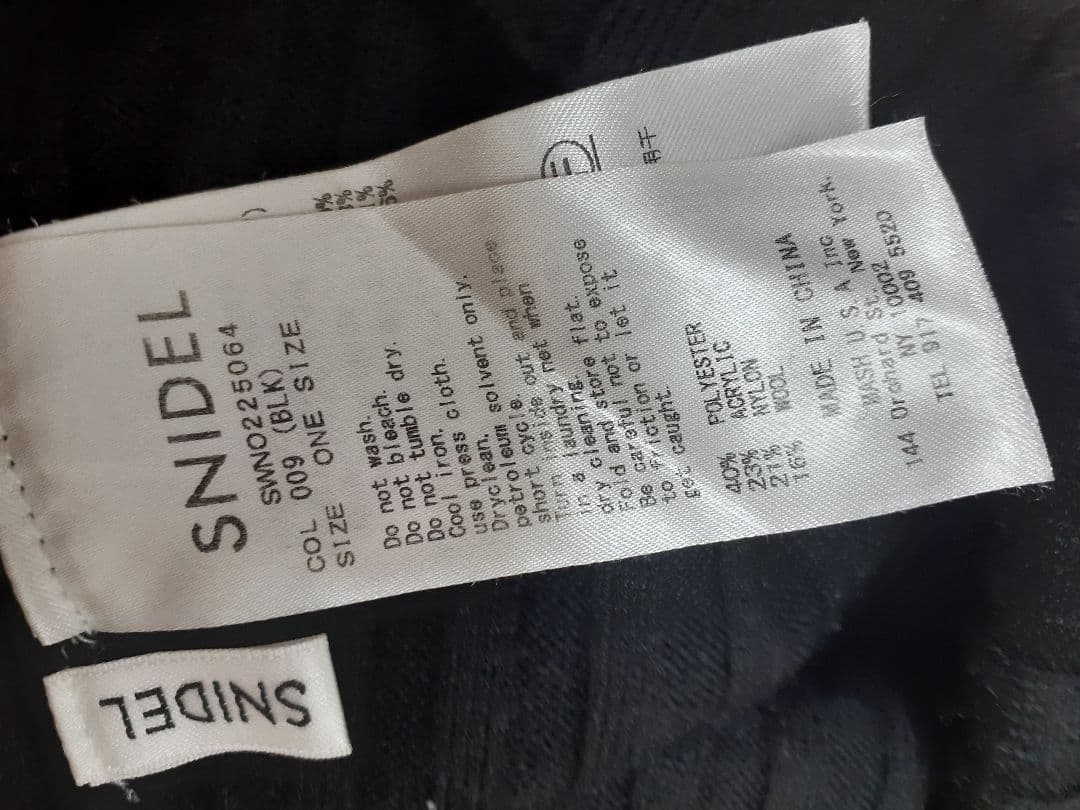 SNIDEL
SWNO225064
COL 009 (BLK)
SIZE ONE SIZE
Do not wash.
Do not bleach.
Do not tumble dry.
Do not iron.
Cool press cloth.
use
Dryclean.
petroleum solvent only.
short cycle.
Turn inside out and place
in a laundry net when
dry cleaning.
Fold and store flat.
Be careful not to expose
to friction or let it
get caught.
40% POLYESTER
23% ACRYLIC
21% NYLON
16% WOOL
MADE IN CHINA
MASH U S A Inc
144 Orchard St. New York.
NY 10002
TEL 917 409 5520
SNIDEL
%
%
%
5%
F